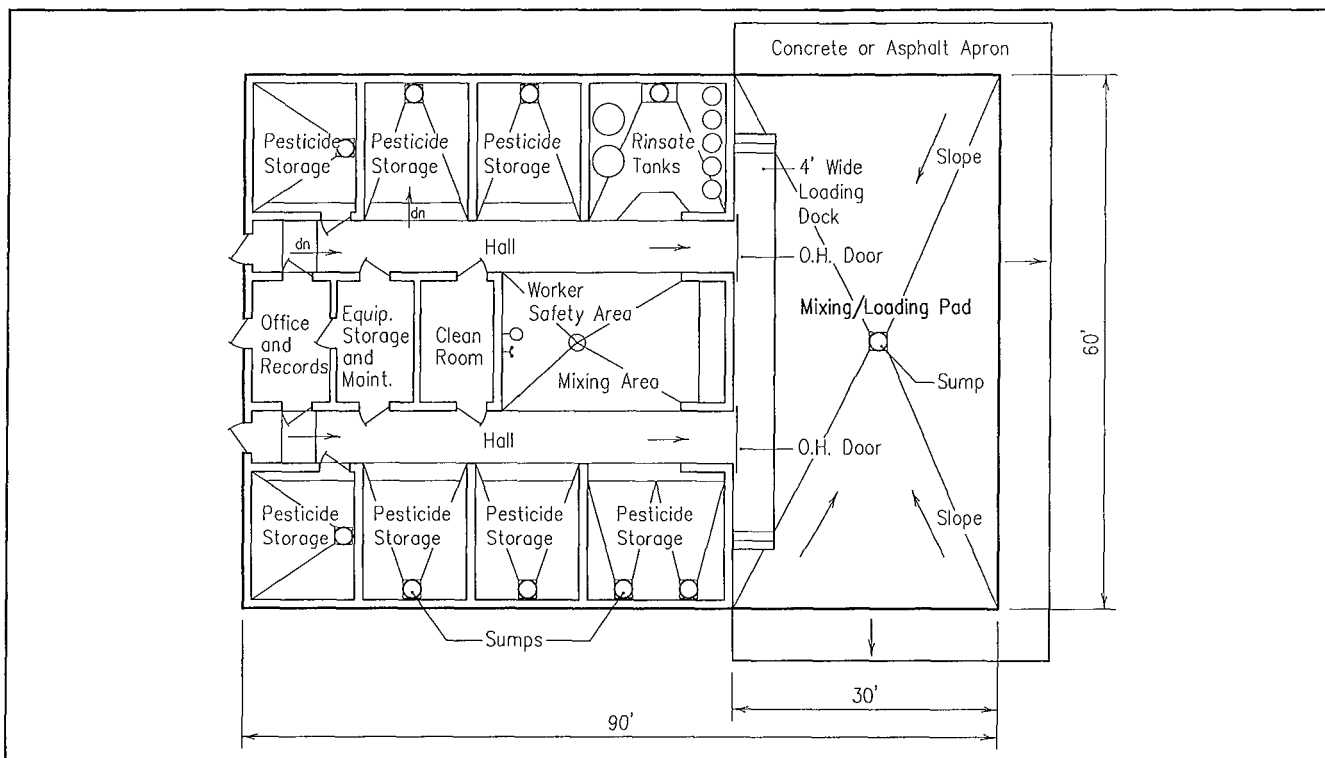 Concrete or Asphalt Apron
Pesticide
Storage
Pesticide
Storage
Pesticide
Storage
Rinsate
Tanks
4' Wide
Loading
Dock
Slope
dn
dn
Hall
O.H. Door
Office
and
Records
Equip.
Storage
and
Maint.
Clean
Room
Worker
Safety Area
Mixing Area
Mixing/Loading Pad
Sump
60'
Hall
O.H. Door
Pesticide
Storage
Pesticide
Storage
Pesticide
Storage
Pesticide
Storage
Slope
Sumps
30'
90'